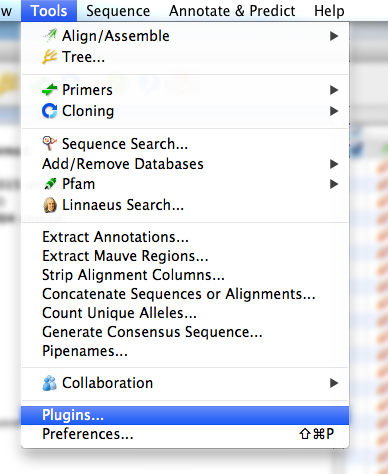 w Tools Sequence Annotate & Predict Help
Align/Assemble
Tree...
Primers
Cloning
Sequence Search...
Add/Remove Databases
Pfam
Linnaeus Search...
Extract Annotations...
Extract Mauve Regions...
Strip Alignment Columns...
Concatenate Sequences or Alignments...
Count Unique Alleles...
Generate Consensus Sequence...
Pipenames...
Collaboration
Plugins...
Preferences... ⇧⌘P